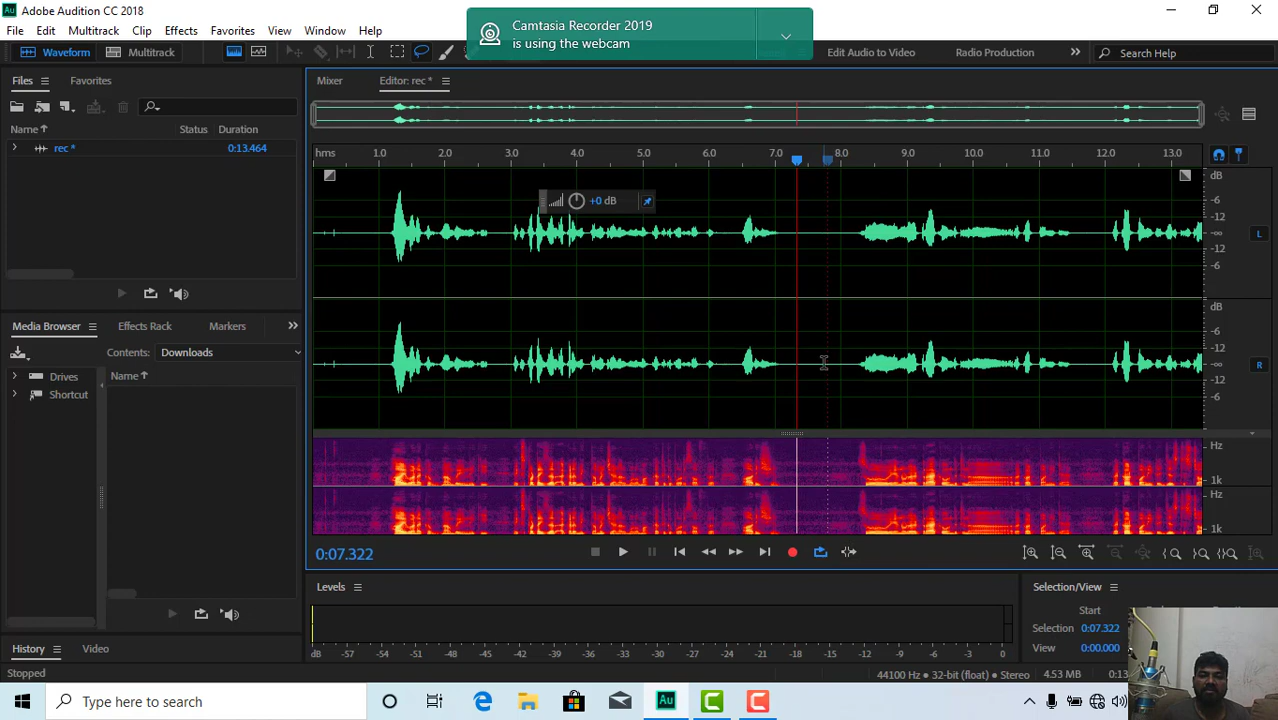 Adobe Audition CC 2018
Camtasia Recorder 2019
is using the webcam
File Edit Multitrack Clip Effects Favorites View Window Help
Waveform Multitrack
Edit Audio to Video Radio Production Search Help
Files Favorites
Mixer Editor: rec *
Name Status Duration
rec * 0:13.464
hms 1.0 2.0 3.0 4.0 5.0 6.0 7.0 8.0 9.0 10.0 11.0 12.0 13.0
dB
-6
-12
-∞
-12
-6
L
+0 dB
dB
-6
-12
-∞
-12
-6
R
Media Browser Effects Rack Markers
Contents: Downloads
Drives
Shortcut
Name
Hz
1k
Hz
1k
0:07.322
Levels
dB -57 -54 -51 -48 -45 -42 -39 -36 -33 -30 -27 -24 -21 -18 -15 -12 -9 -6 -3 0
Selection/View
Start
Selection 0:07.322
View 0:00.000
History Video
Stopped
44100 Hz • 32-bit (float) • Stereo 4.53 MB 0:13
Type here to search
Au